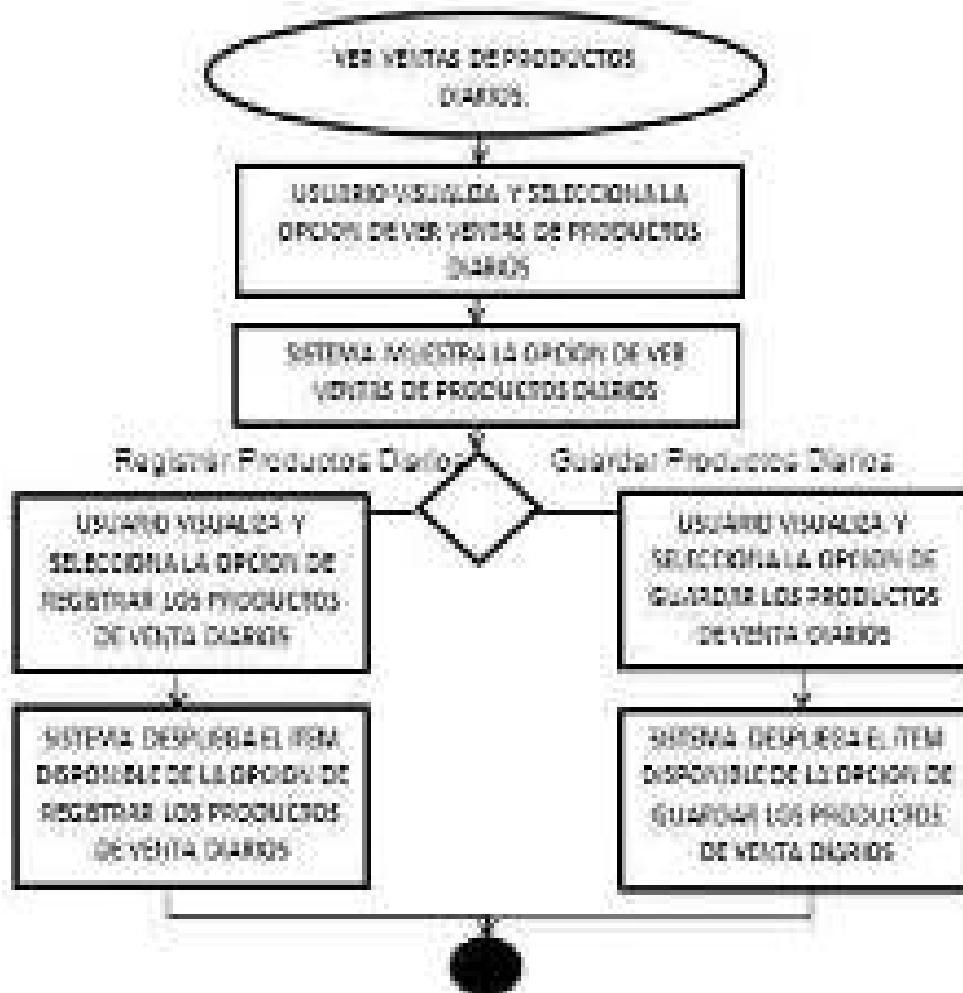 VER VENTAS DE PRODUCTOS
DIARIOS.
USUARIO VISUALIZA Y SELECCIONA LA
OPCION DE VER VENTAS DE PRODUCTOS
DIARIOS
SISTEMA MUESTRA LA OPCION DE VER
VENTAS DE PRODUCTOS DIARIOS
Registrar Productos Diarios
Guardar Productos Diarios
USUARIO VISUALIZA Y
SELECCIONA LA OPCION DE
REGISTRAR LOS PRODUCTOS
DE VENTA DIARIOS
USUARIO VISUALIZA Y
SELECCIONA LA OPCION DE
GUARDAR LOS PRODUCTOS
DE VENTA DIARIOS
SISTEMA DESPLIEGA EL ITEM
DISPONIBLE DE LA OPCION DE
REGISTRAR LOS PRODUCTOS
DE VENTA DIARIOS
SISTEMA DESPLIEGA EL ITEM
DISPONIBLE DE LA OPCION DE
GUARDAR LOS PRODUCTOS
DE VENTA DIARIOS